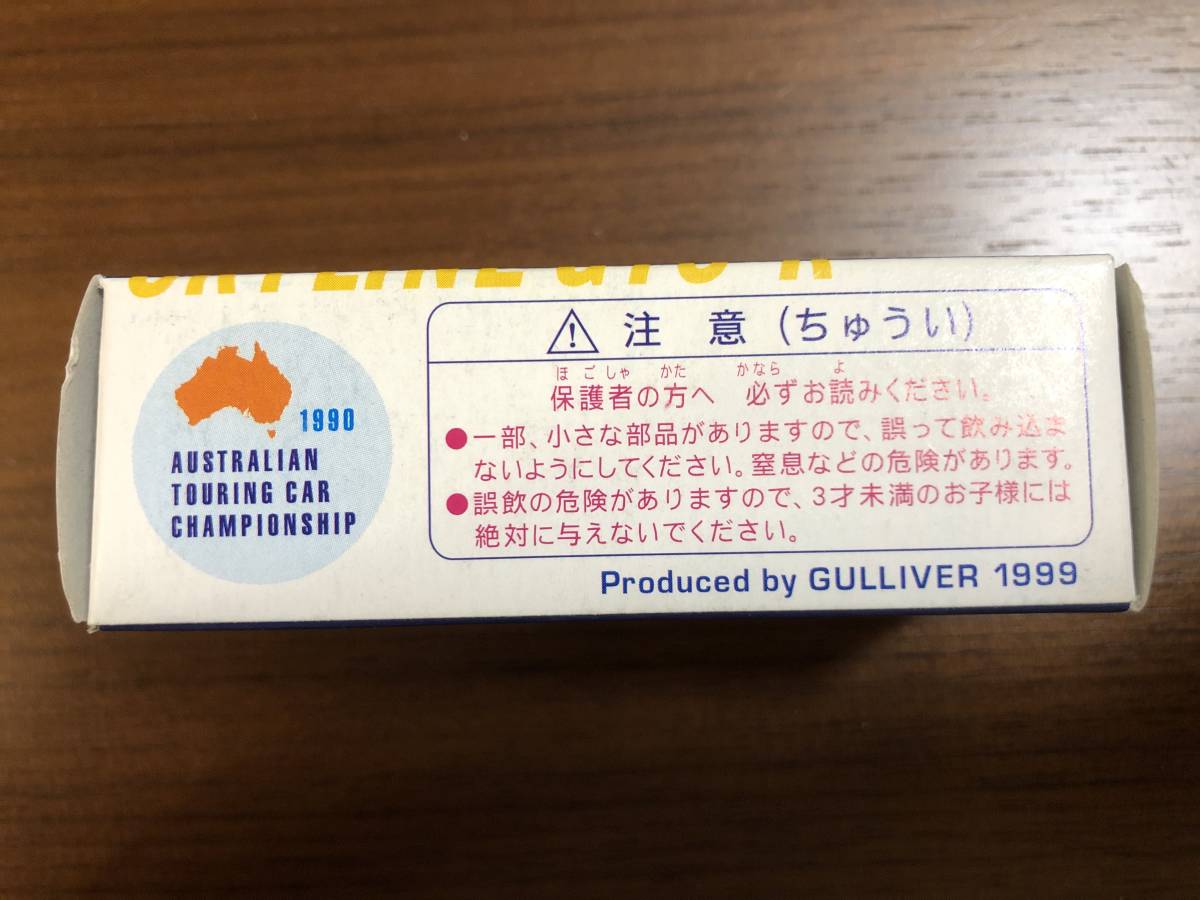 SKYLINE GTS-R
1990
AUSTRALIAN
TOURING CAR
CHAMPIONSHIP
注意(ちゅうい)
ほごしゃ かた かなら よ
保護者の方へ 必ずお読みください。
●一部、小さな部品がありますので、誤って飲み込ま
ないようにしてください。窒息などの危険があります。
●誤飲の危険がありますので、3才未満のお子様には
絶対に与えないでください。
Produced by GULLIVER 1999